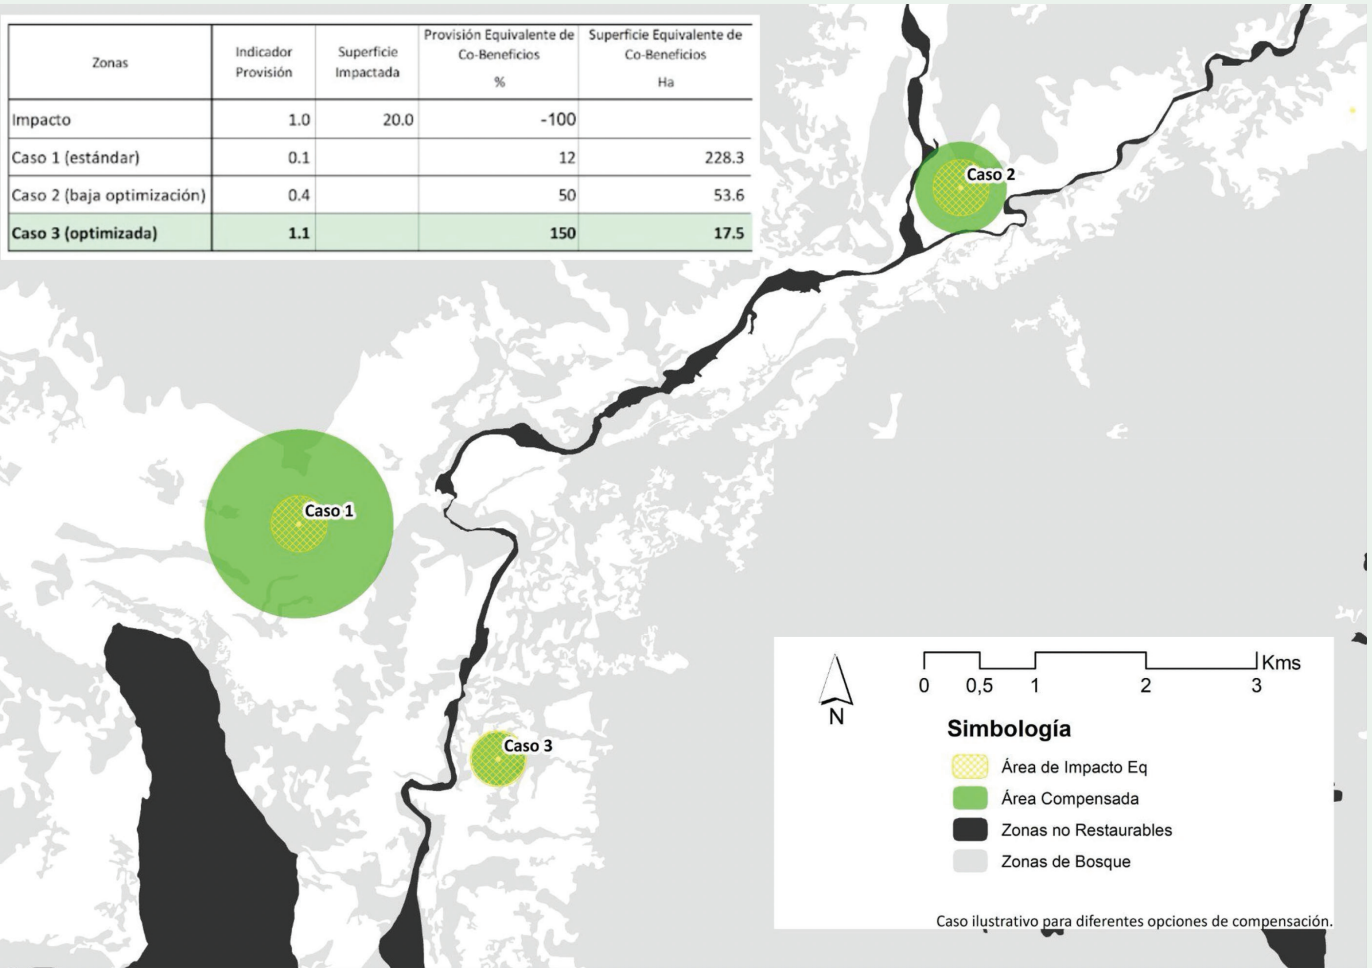 Zonas
Indicador
Provisión
Superficie
Impactada
Provisión Equivalente de
Co-Beneficios
%
Superficie Equivalente de
Co-Beneficios
Ha
Impacto 1.0 20.0 -100
Caso 1 (estándar) 0.1 12 228.3
Caso 2 (baja optimización) 0.4 50 53.6
Caso 3 (optimizada) 1.1 150 17.5
Caso 2
Caso 1
Caso 3
N
Kms
0 0,5 1 2 3
Simbología
Área de Impacto Eq
Área Compensada
Zonas no Restaurables
Zonas de Bosque
Caso ilustrativo para diferentes opciones de compensación.